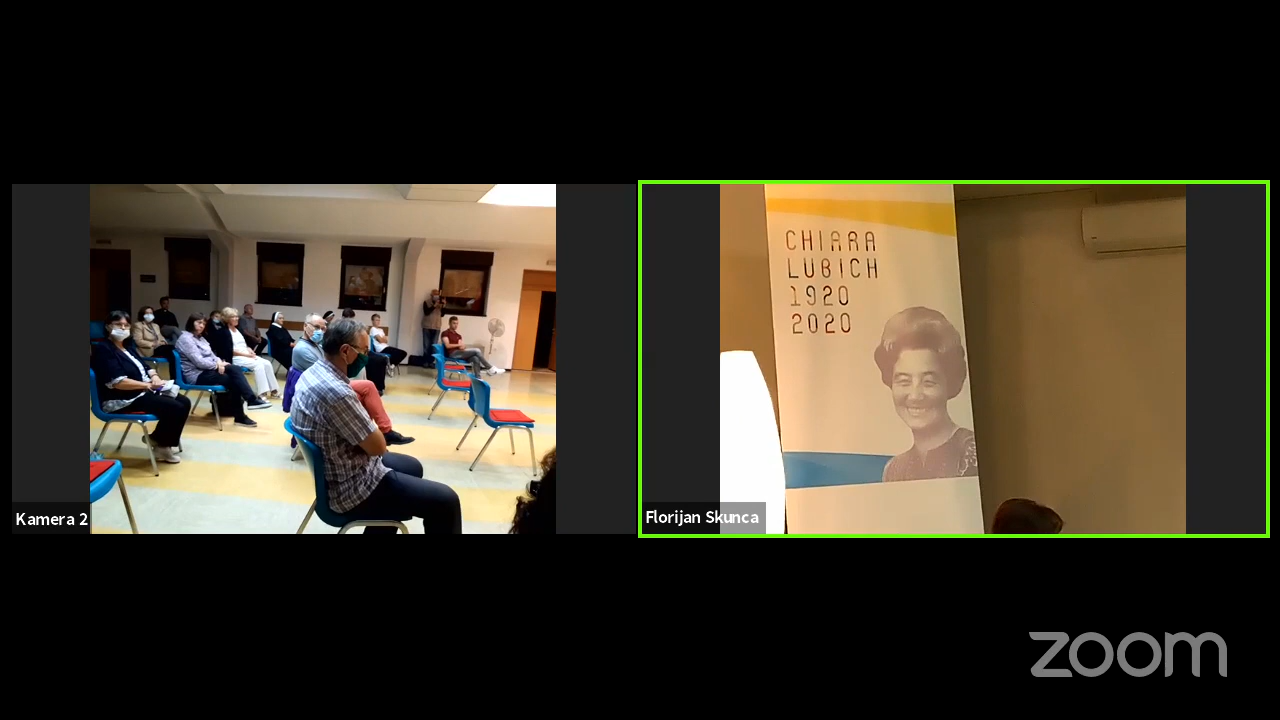 CHIARA
LUBICH
1920
2020
Kamera 2
Florijan Skunca
zoom